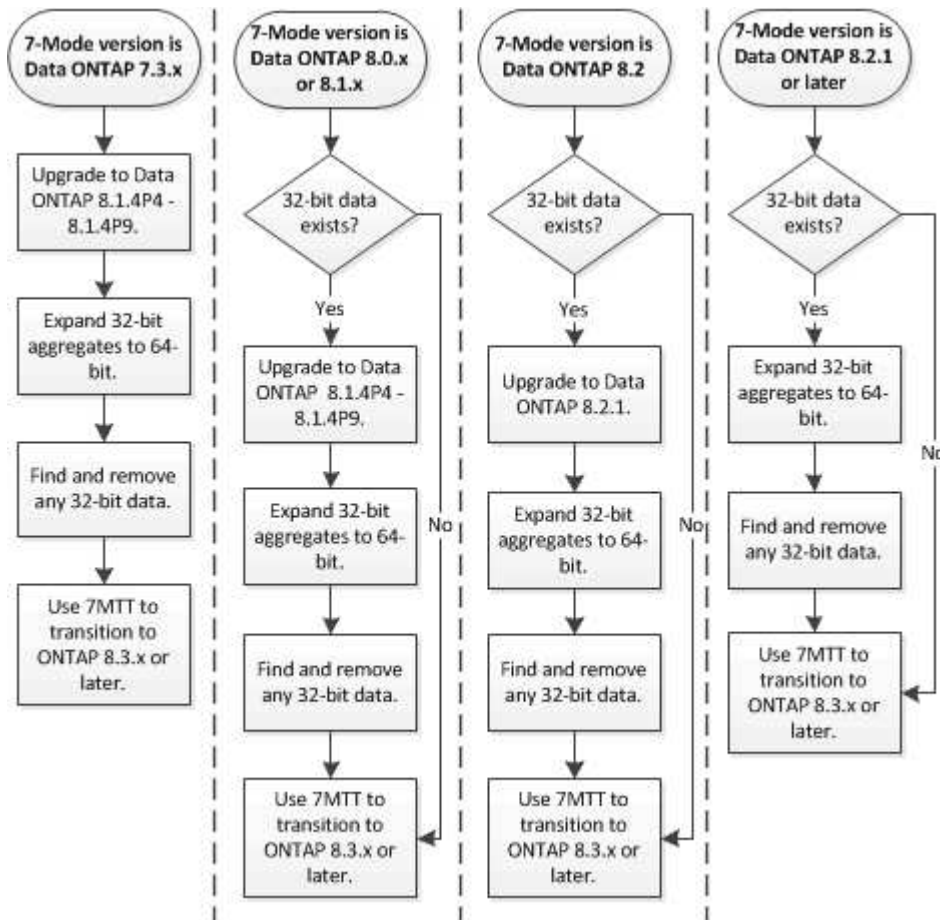 7-Mode version is
Data ONTAP 7.3.x
Upgrade to Data
ONTAP 8.1.4P4 -
8.1.4P9.
Expand 32-bit
aggregates to 64-
bit.
Find and remove
any 32-bit data.
Use 7MTT to
transition to
ONTAP 8.3.x or
later.
7-Mode version is
Data ONTAP 8.0.x
or 8.1.x
32-bit data
exists?
Yes
Upgrade to Data
ONTAP 8.1.4P4 -
8.1.4P9.
Expand 32-bit
aggregates to 64-
bit.
No
Find and remove
any 32-bit data.
Use 7MTT to
transition to
ONTAP 8.3.x or
later.
7-Mode version is
Data ONTAP 8.2
32-bit data
exists?
Yes
Upgrade to Data
ONTAP 8.2.1.
Expand 32-bit
aggregates to 64-
bit.
No
Find and remove
any 32-bit data.
Use 7MTT to
transition to
ONTAP 8.3.x or
later.
7-Mode version is
Data ONTAP 8.2.1
or later
32-bit data
exists?
Yes
Expand 32-bit
aggregates to 64-
bit.
No
Find and remove
any 32-bit data.
Use 7MTT to
transition to
ONTAP 8.3.x or
later.